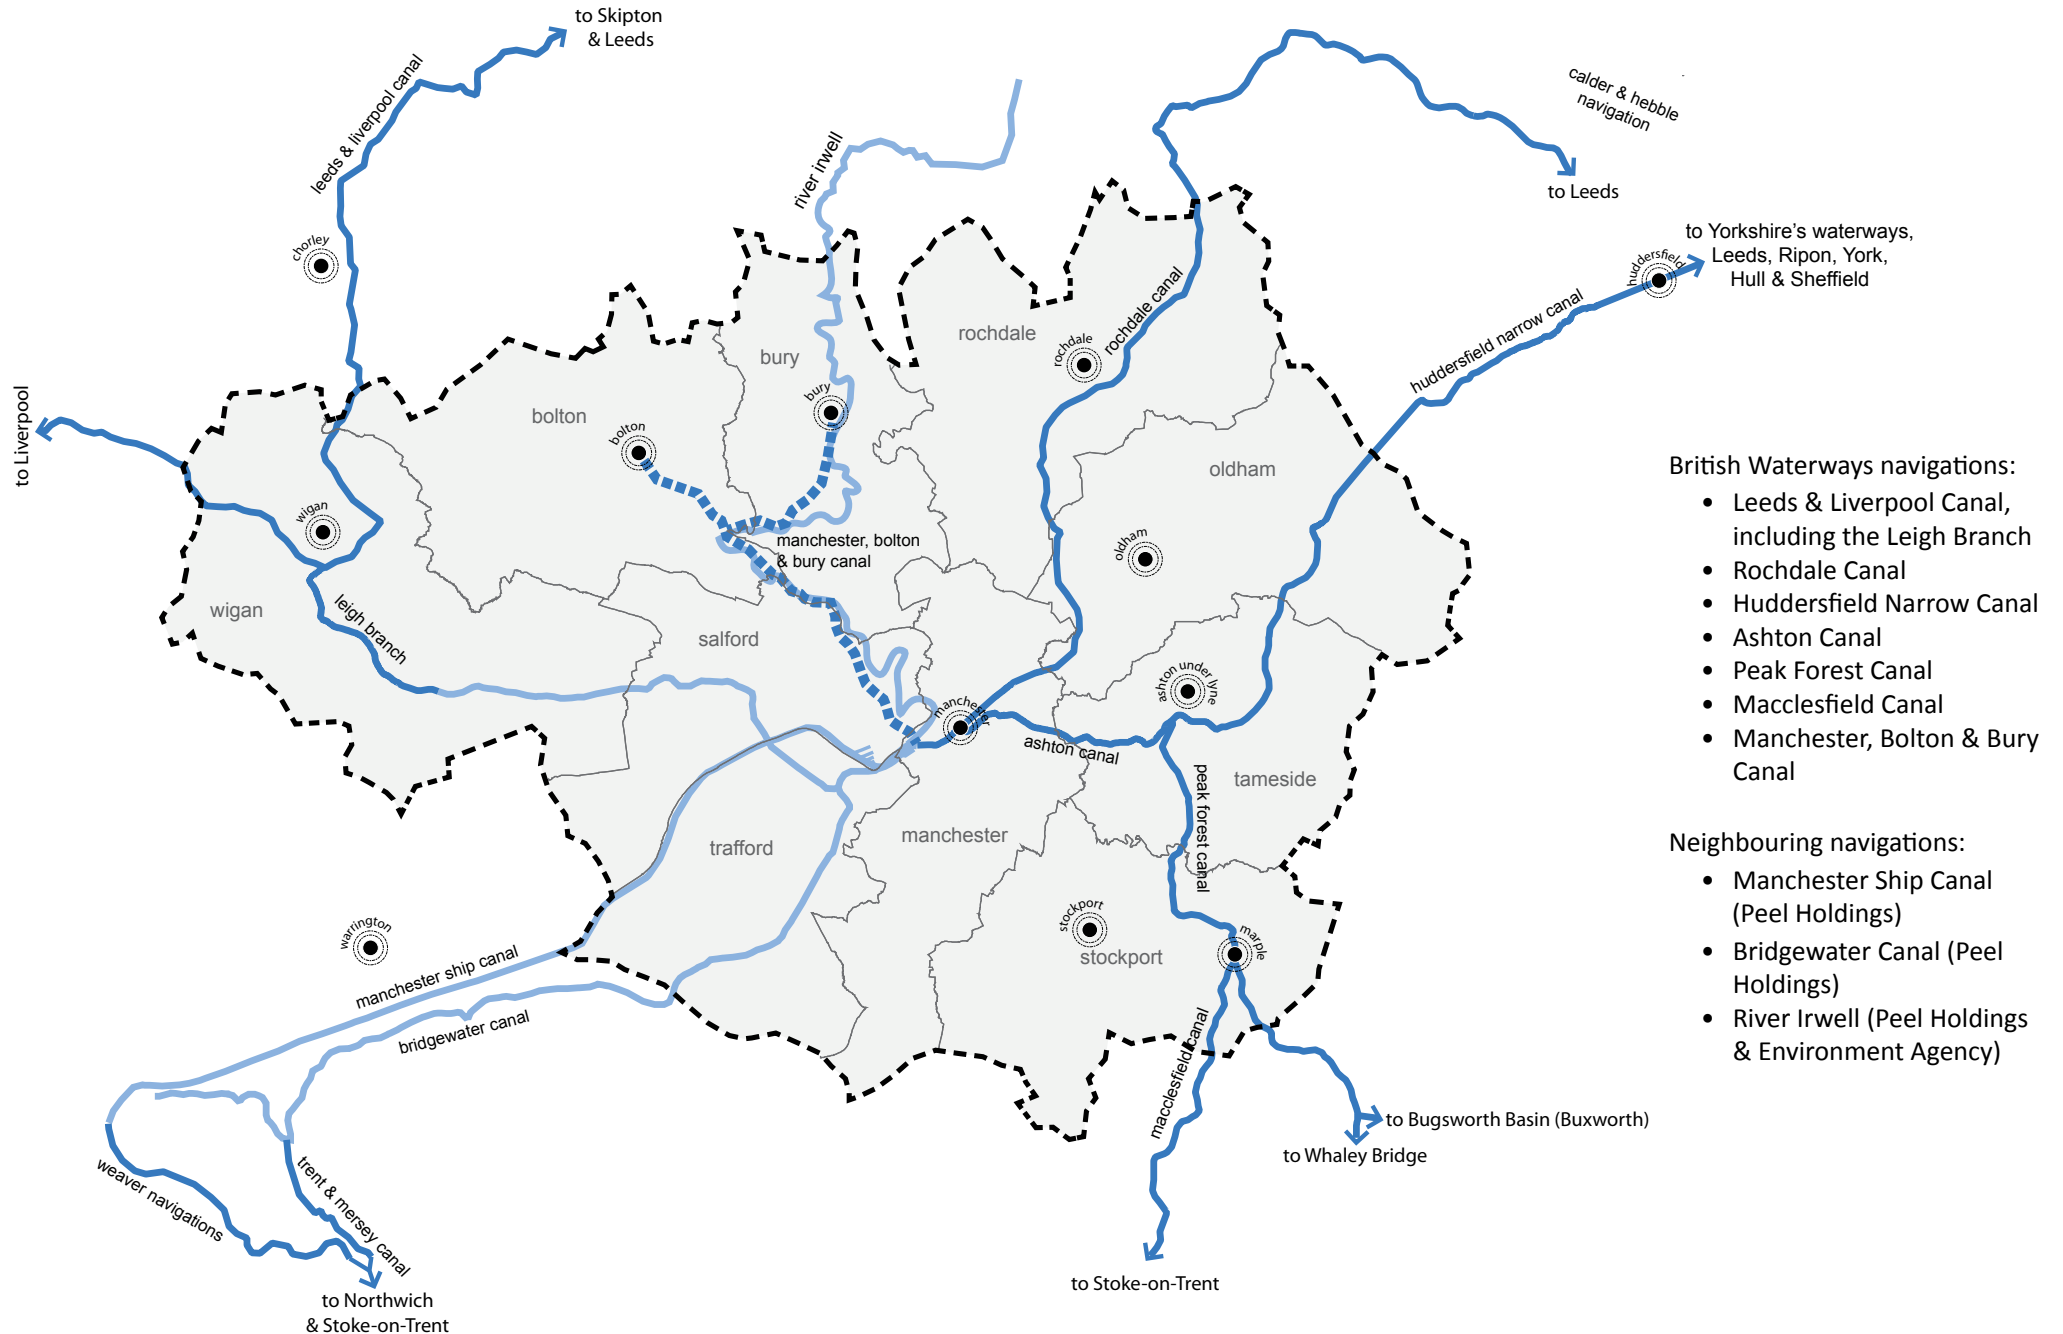 to Skipton
& Leeds
leeds & liverpool canal
river irwell
calder & hebble
navigation
to Leeds
to Yorkshire’s waterways,
Leeds, Ripon, York,
Hull & Sheffield
huddersfield
huddersfield narrow canal
chorley
rochdale canal
rochdale
rochdale
bury
bury
bolton
bolton
to Liverpool
oldham
oldham
wigan
wigan
manchester, bolton
& bury canal
leigh branch
salford
ashton under lyne
manchester
ashton canal
tameside
peak forest canal
manchester
trafford
stockport
stockport
marple
warrington
manchester ship canal
bridgewater canal
macclesfield canal
weaver navigations
trent & mersey canal
to Bugsworth Basin (Buxworth)
to Whaley Bridge
to Stoke-on-Trent
to Northwich
& Stoke-on-Trent
British Waterways navigations:
• Leeds & Liverpool Canal,
including the Leigh Branch
• Rochdale Canal
• Huddersfield Narrow Canal
• Ashton Canal
• Peak Forest Canal
• Macclesfield Canal
• Manchester, Bolton & Bury
Canal
Neighbouring navigations:
• Manchester Ship Canal
(Peel Holdings)
• Bridgewater Canal (Peel
Holdings)
• River Irwell (Peel Holdings
& Environment Agency)